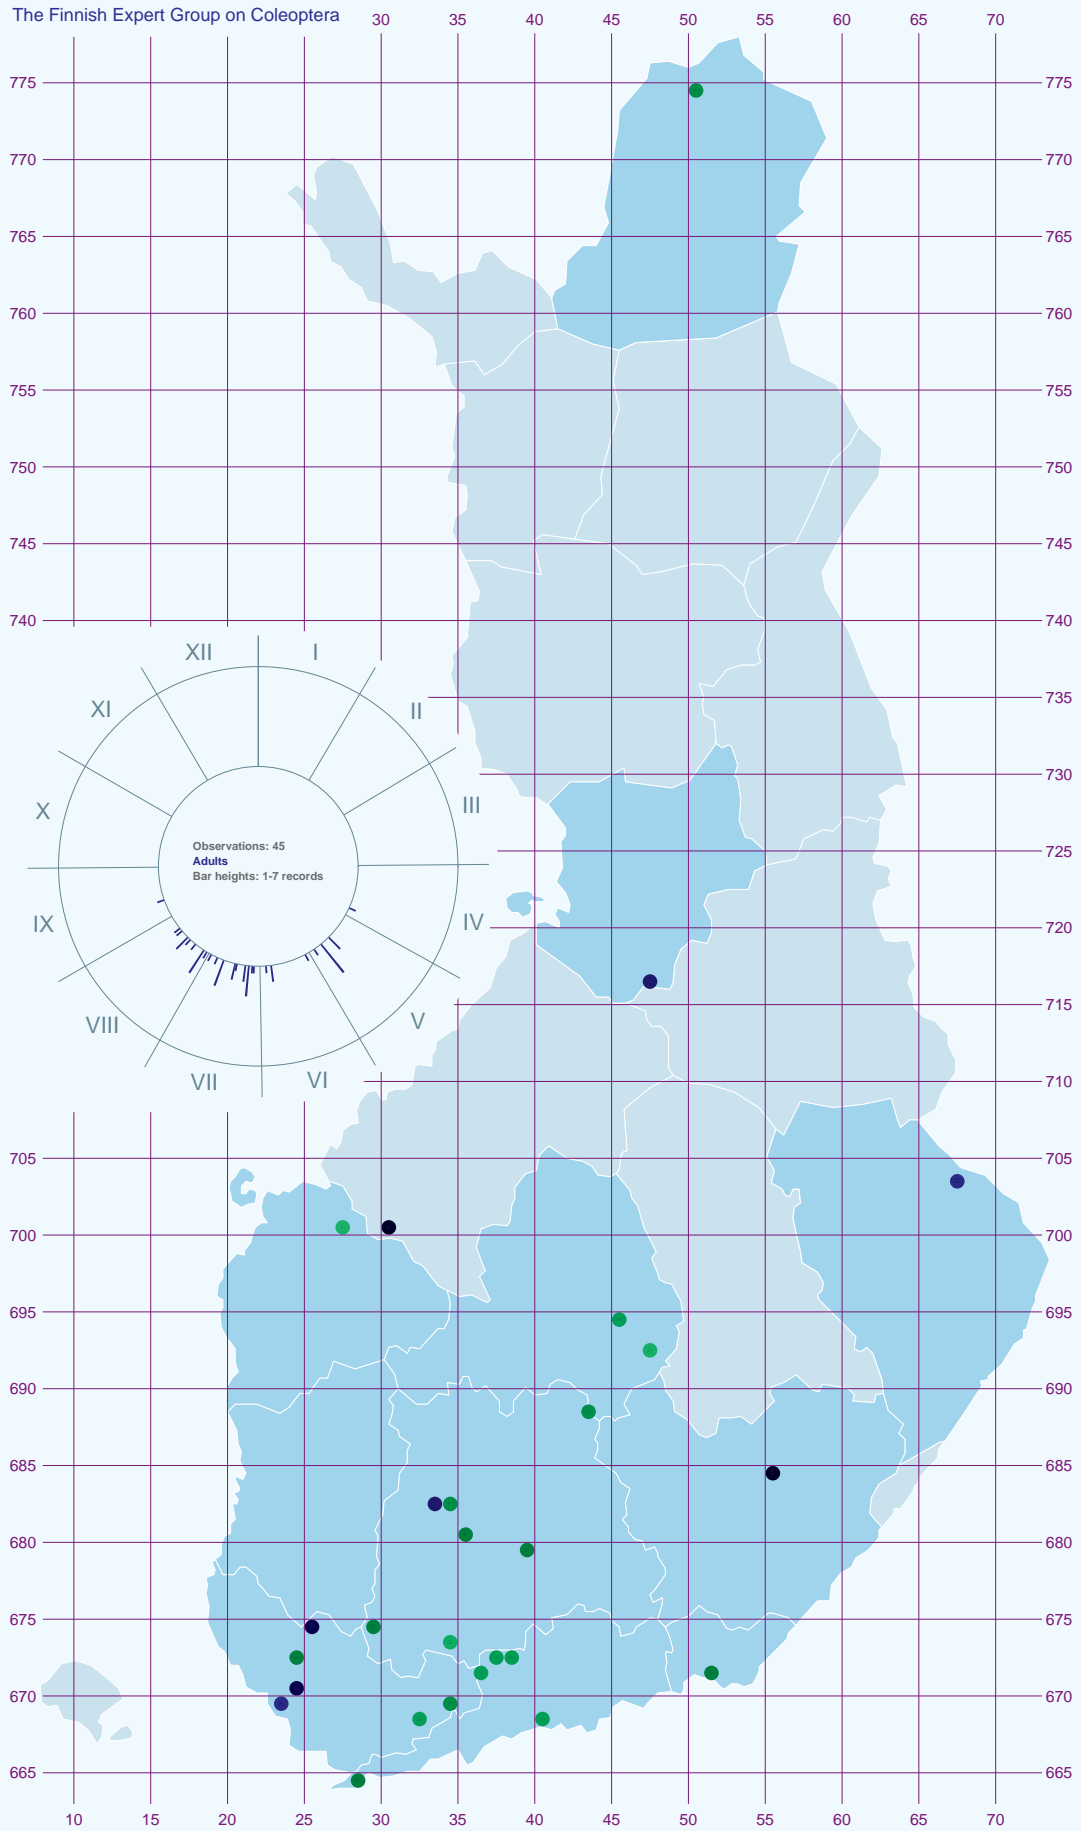 The Finnish Expert Group on Coleoptera
30 35 40 45 50 55 60 65 70
775 775
770 770
765 765
760 760
755 755
750 750
745 745
740 740
XII I
XI II
735
730
X III
Observations: 45
Adults
Bar heights: 1-7 records
725
IX IV
720
VIII V
715
VII VI
710
705 705
700 700
695 695
690 690
685 685
680 680
675 675
670 670
665 665
10 15 20 25 30 35 40 45 50 55 60 65 70